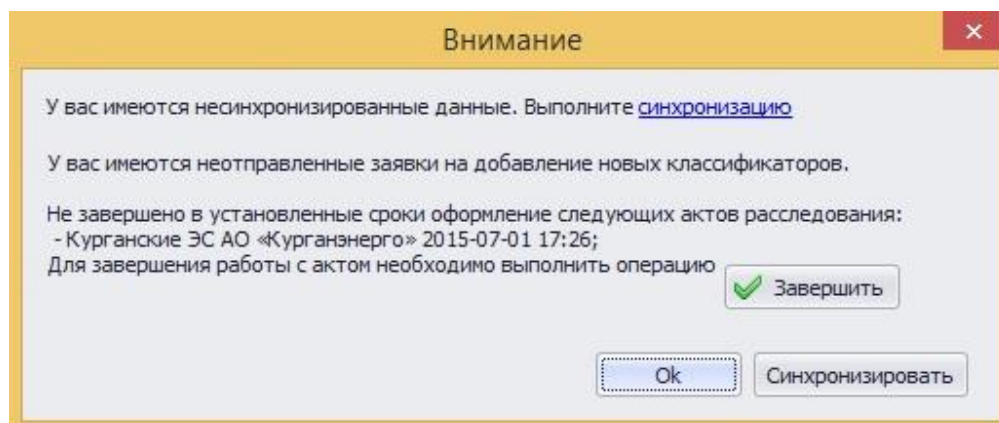 Внимание
У вас имеются несинхронизированные данные. Выполните синхронизацию
У вас имеются неотправленные заявки на добавление новых классификаторов.
Не завершено в установленные сроки оформление следующих актов расследования:
- Курганские ЭС АО «Курганэнерго» 2015-07-01 17:26;
Для завершения работы с актом необходимо выполнить операцию
Завершить
Ok
Синхронизировать